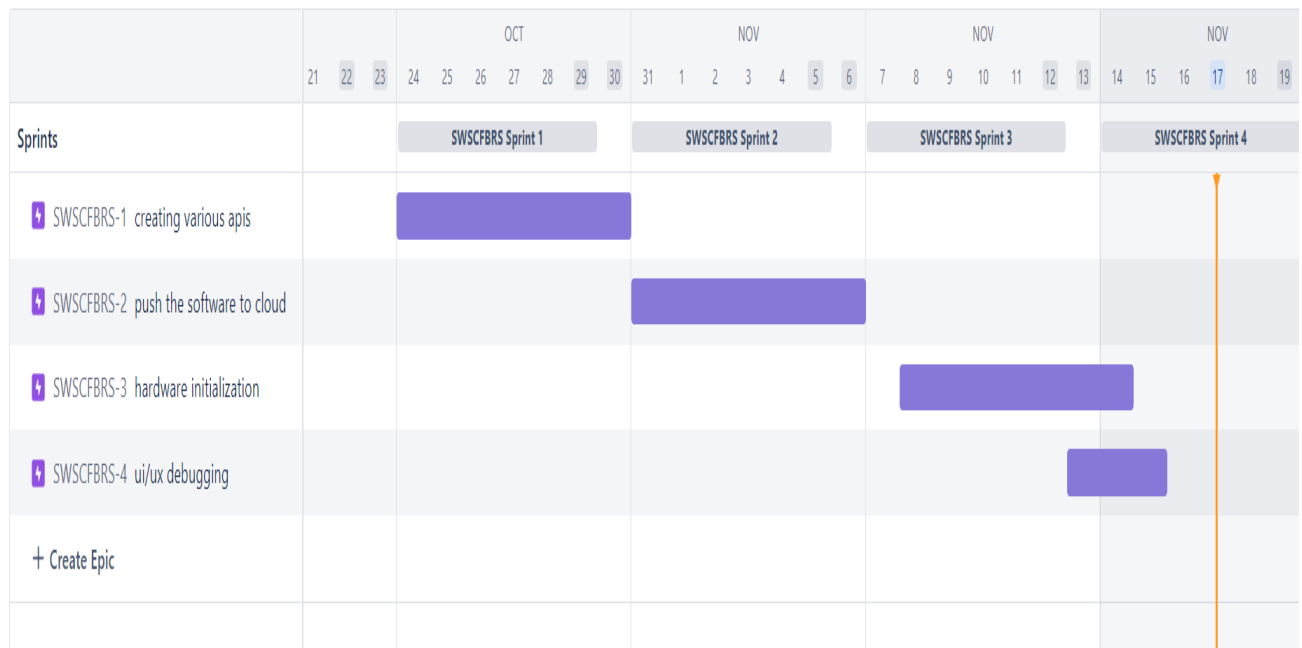 OCT NOV NOV NOV
21 22 23 24 25 26 27 28 29 30 31 1 2 3 4 5 6 7 8 9 10 11 12 13 14 15 16 17 18 19
Sprints SWSCFBRS Sprint 1 SWSCFBRS Sprint 2 SWSCFBRS Sprint 3 SWSCFBRS Sprint 4
SWSCFBRS-1 creating various apis
SWSCFBRS-2 push the software to cloud
SWSCFBRS-3 hardware initialization
SWSCFBRS-4 ui/ux debugging
+ Create Epic